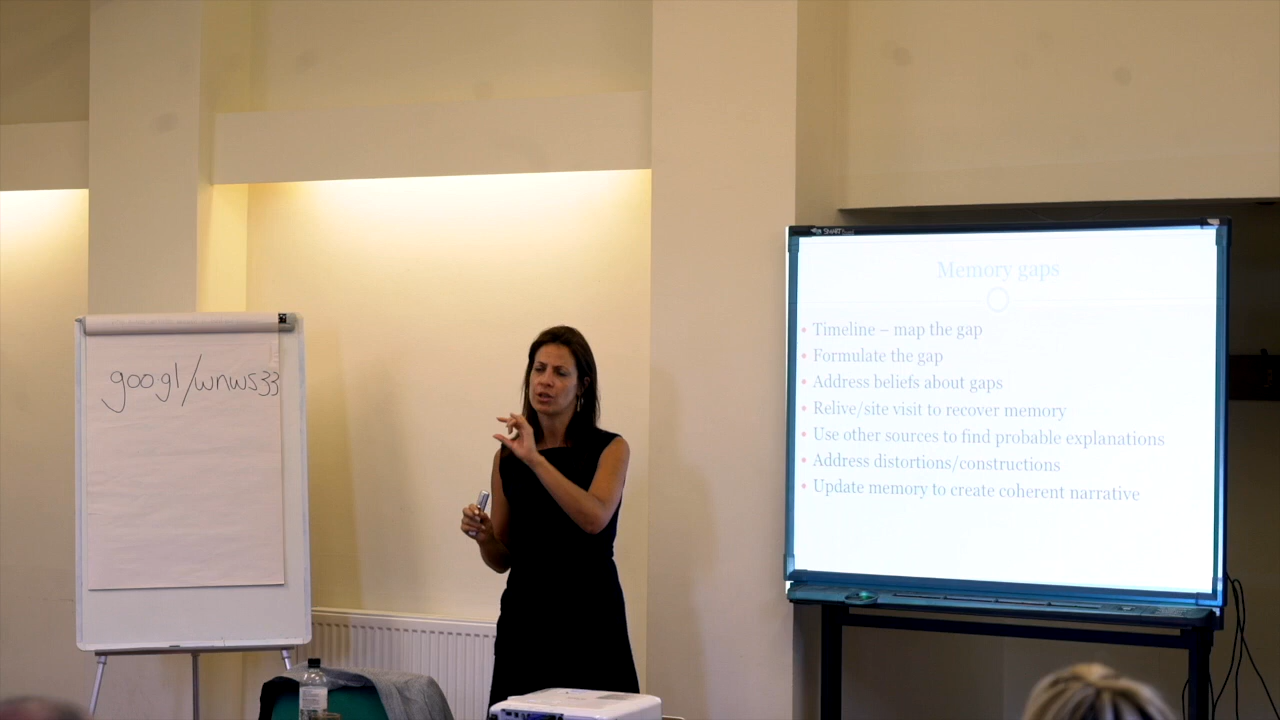 goo gl/wnws33
SMART
Memory gaps
• Timeline – map the gap
• Formulate the gap
• Address beliefs about gaps
• Relive/site visit to recover memory
• Use other sources to find probable explanations
• Address distortions/constructions
• Update memory to create coherent narrative